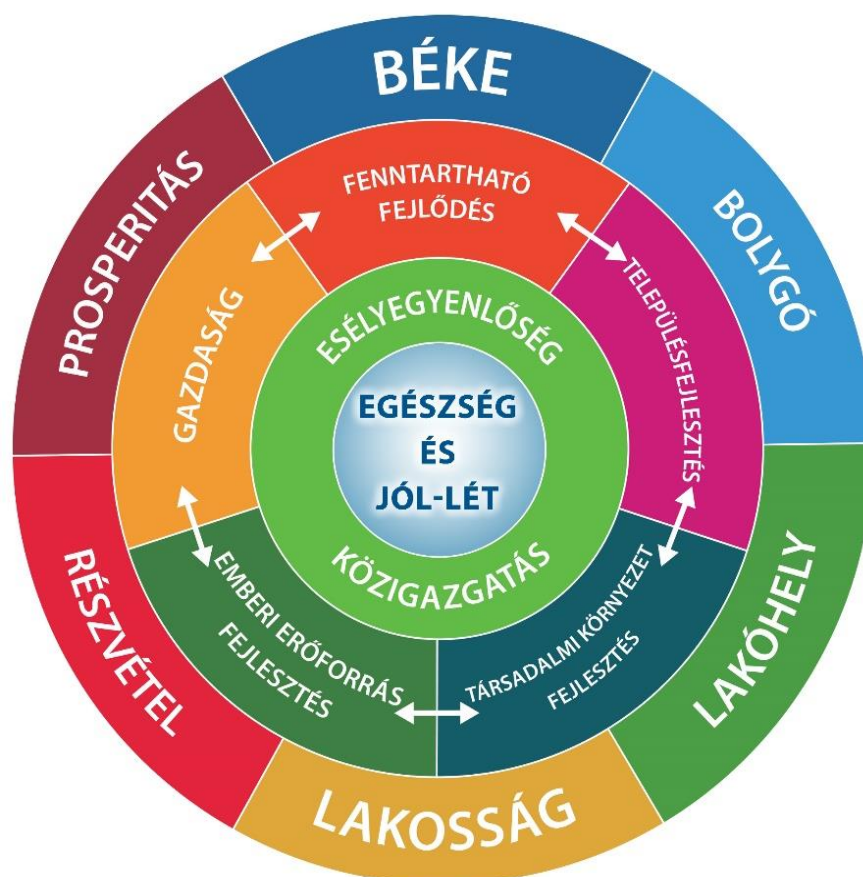 BÉKE
BOLYGÓ
LAKÓHELY
LAKOSSÁG
RÉSZVÉTEL
PROSPERITÁS
FENNTARTHATÓ
FEJLŐDÉS
TELEPÜLÉSFEJLESZTÉS
TÁRSADALMI KÖRNYEZET
FEJLESZTÉS
EMBERI ERŐFORRÁS
FEJLESZTÉS
GAZDASÁG
ESÉLYEGYENLŐSÉG
KÖZIGAZGATÁS
EGÉSZSÉG
ÉS
JÓL-LÉT